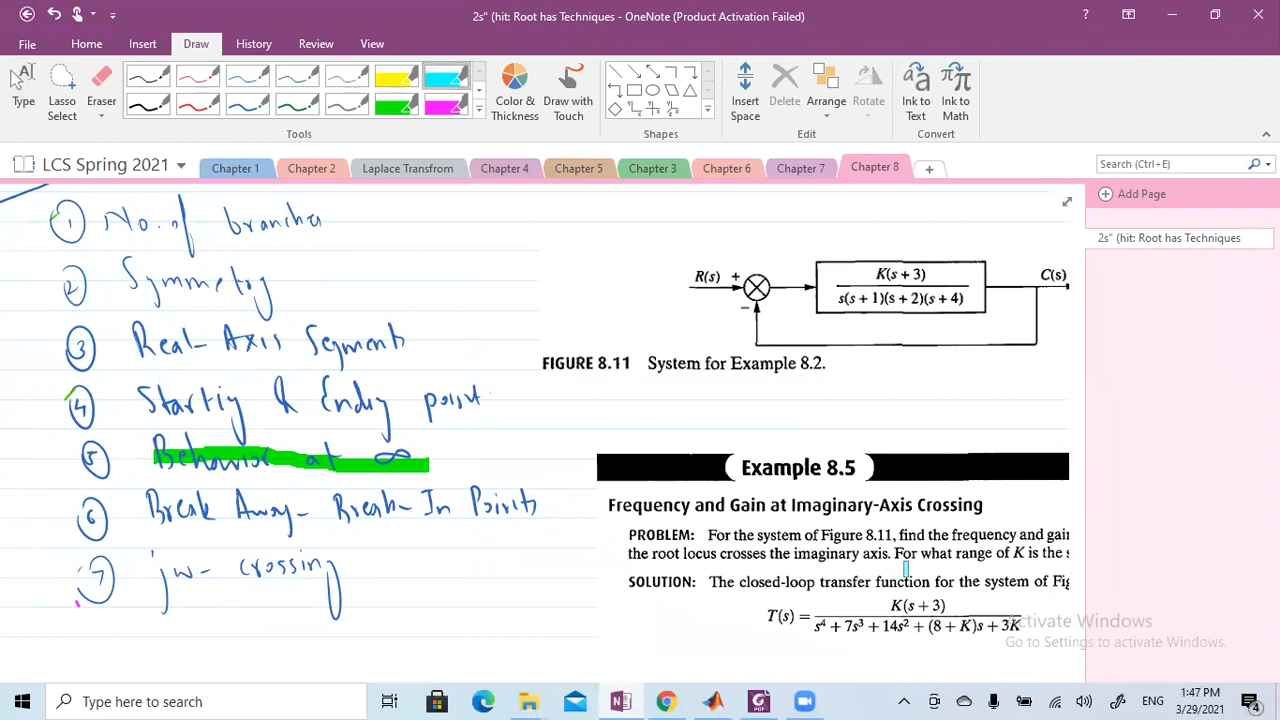 2s" (hit: Root has Techniques - OneNote (Product Activation Failed)
File Home Insert Draw History Review View
Type
Lasso Select
Eraser
Color & Thickness
Draw with Touch
Insert Space
Delete
Arrange
Rotate
Ink to Text
Ink to Math
Tools
Shapes
Edit
Convert
LCS Spring 2021
Chapter 1
Chapter 2
Laplace Transfrom
Chapter 4
Chapter 5
Chapter 3
Chapter 6
Chapter 7
Chapter 8
Search (Ctrl+E)
Add Page
2s" (hit: Root has Techniques
1 No. of branches
2 Symmetry
3 Real-Axis Segments
4 Starting & Ending point
5 Behavior at ∞
6 Break Away - Break-In Points
7 jw- crossing
R(s) +
−
K(s + 3)
s(s + 1)(s + 2)(s + 4)
C(s)
FIGURE 8.11 System for Example 8.2.
Example 8.5
Frequency and Gain at Imaginary-Axis Crossing
PROBLEM: For the system of Figure 8.11, find the frequency and gain
the root locus crosses the imaginary axis. For what range of K is the s
SOLUTION: The closed-loop transfer function for the system of Fig
T(s) = K(s + 3)
s⁴ + 7s³ + 14s² + (8 + K)s + 3K
Activate Windows
Go to Settings to activate Windows.
Type here to search
ENG
1:47 PM
3/29/2021
4